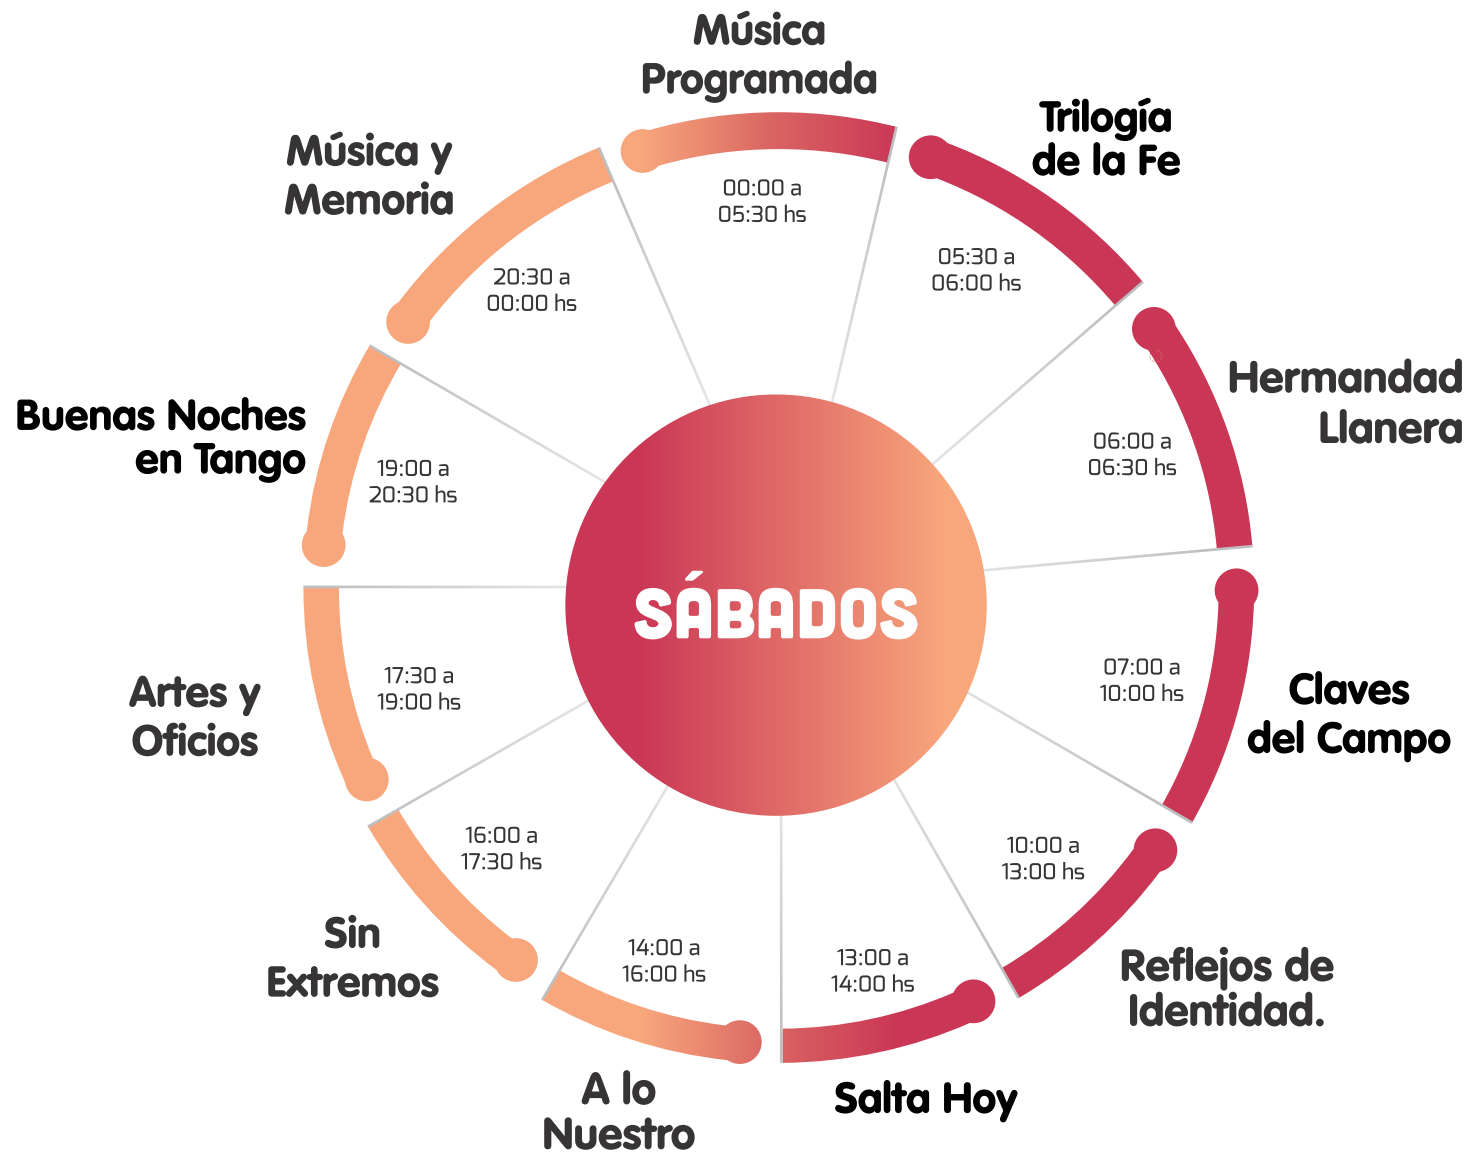 Música
Programada
00:00 a
05:30 hs
Trilogía
de la Fe
05:30 a
06:00 hs
Hermandad
Llanera
06:00 a
06:30 hs
Claves
del Campo
07:00 a
10:00 hs
Reflejos de
Identidad.
10:00 a
13:00 hs
Salta Hoy
13:00 a
14:00 hs
A lo
Nuestro
14:00 a
16:00 hs
Sin
Extremos
16:00 a
17:30 hs
Artes y
Oficios
17:30 a
19:00 hs
Buenas Noches
en Tango
19:00 a
20:30 hs
Música y
Memoria
20:30 a
00:00 hs
SÁBADOS